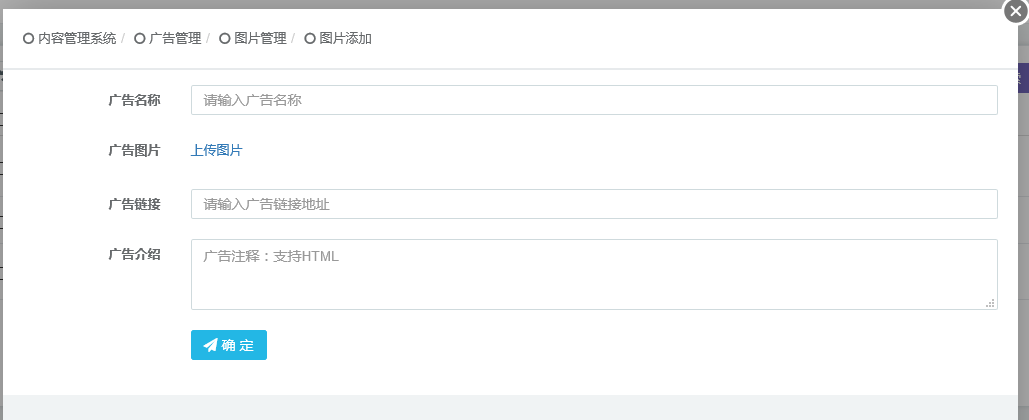 内容管理系统 / 广告管理 / 图片管理 / 图片添加
广告名称 请输入广告名称
广告图片 上传图片
广告链接 请输入广告链接地址
广告介绍 广告注释：支持HTML
确 定